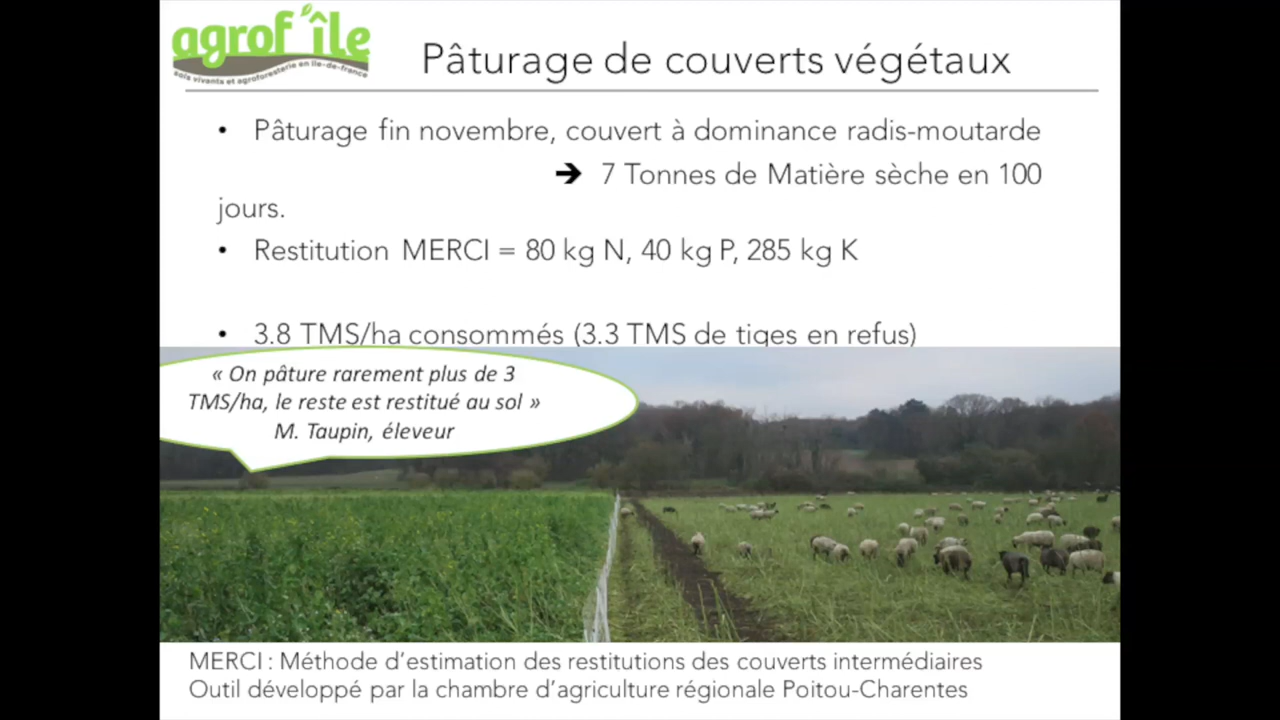 agrof'île
sols vivants et agroforesterie en île-de-france
Pâturage de couverts végétaux
• Pâturage fin novembre, couvert à dominance radis-moutarde
➔ 7 Tonnes de Matière sèche en 100
jours.
• Restitution MERCI = 80 kg N, 40 kg P, 285 kg K
• 3.8 TMS/ha consommés (3.3 TMS de tiges en refus)
« On pâture rarement plus de 3
TMS/ha, le reste est restitué au sol »
M. Taupin, éleveur
MERCI : Méthode d'estimation des restitutions des couverts intermédiaires
Outil développé par la chambre d'agriculture régionale Poitou-Charentes